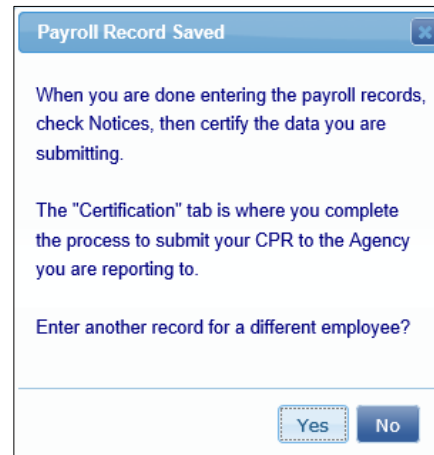 Payroll Record Saved
When you are done entering the payroll records,
check Notices, then certify the data you are
submitting.
The "Certification" tab is where you complete
the process to submit your CPR to the Agency
you are reporting to.
Enter another record for a different employee?
Yes No